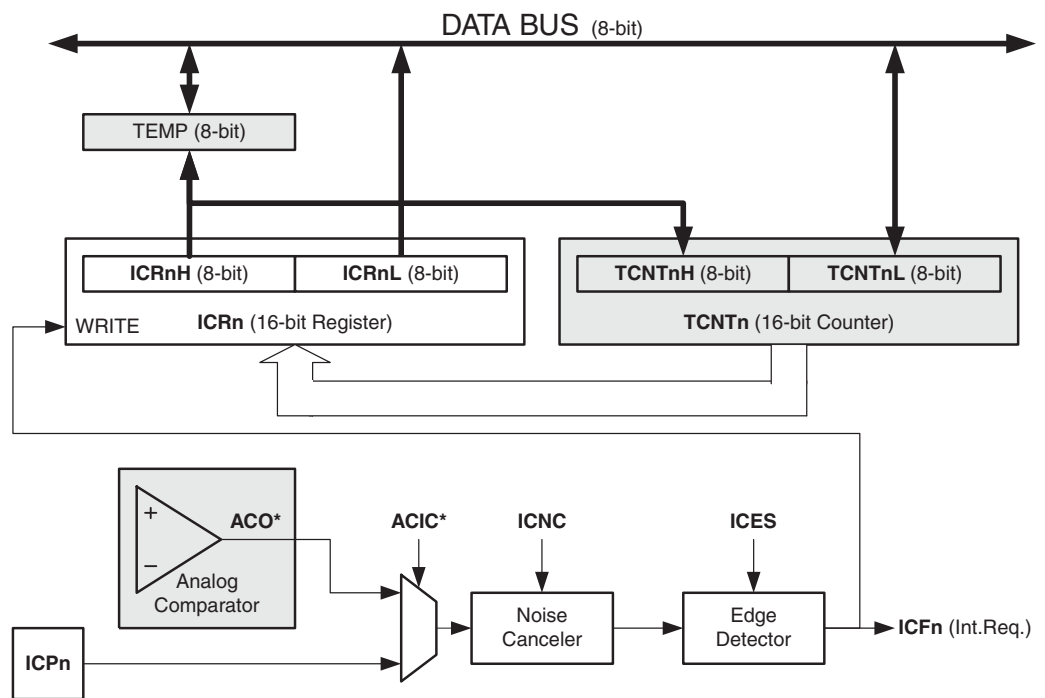 DATA BUS (8-bit)
TEMP (8-bit)
ICRnH (8-bit)
ICRnL (8-bit)
TCNTnH (8-bit)
TCNTnL (8-bit)
WRITE
ICRn (16-bit Register)
TCNTn (16-bit Counter)
+
−
ACO*
Analog
Comparator
ACIC*
ICNC
ICES
Noise
Canceler
Edge
Detector
ICFn (Int.Req.)
ICPn